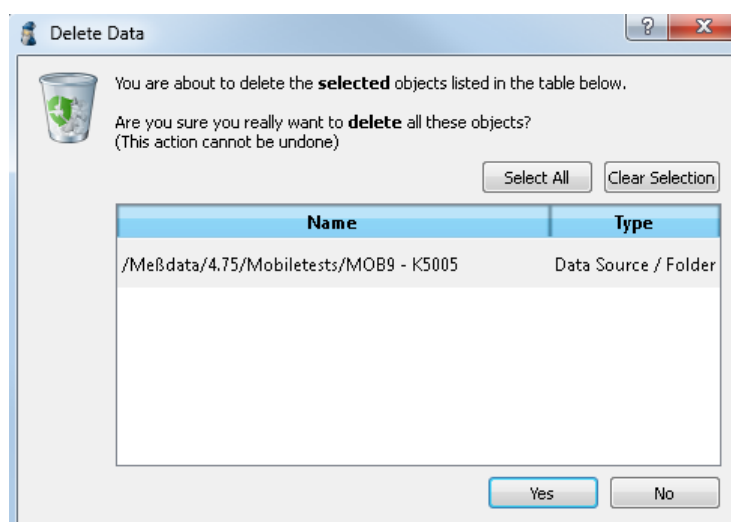 Delete Data
You are about to delete the selected objects listed in the table below.
Are you sure you really want to delete all these objects?
(This action cannot be undone)
Select All Clear Selection
Name Type
/Meßdata/4.75/Mobiletests/MOB9 - K5005 Data Source / Folder
Yes No